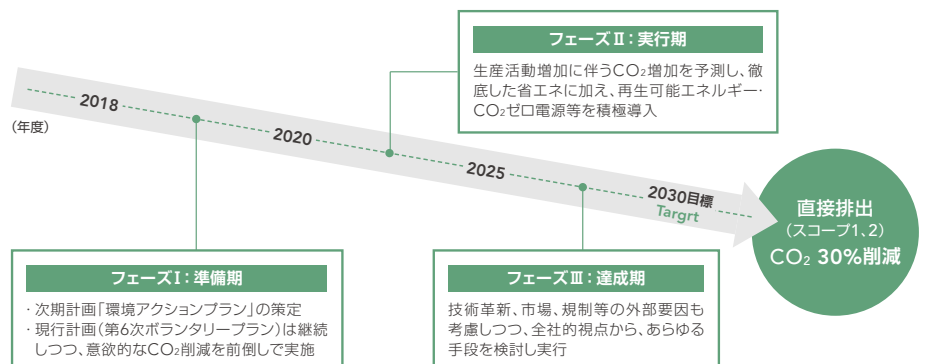 フェーズⅡ：実行期
生産活動増加に伴うCO₂増加を予測し、徹
底した省エネに加え、再生可能エネルギー・
CO₂ゼロ電源等を積極導入
2018
（年度）
2020
2025
2030目標
Targrt
直接排出
（スコープ1、2）
CO₂ 30%削減
フェーズⅠ：準備期
・次期計画「環境アクションプラン」の策定
・現行計画（第6次ボランタリープラン）は継続
しつつ、意欲的なCO₂削減を前倒しで実施
フェーズⅢ：達成期
技術革新、市場、規制等の外部要因も
考慮しつつ、全社的視点から、あらゆる
手段を検討し実行